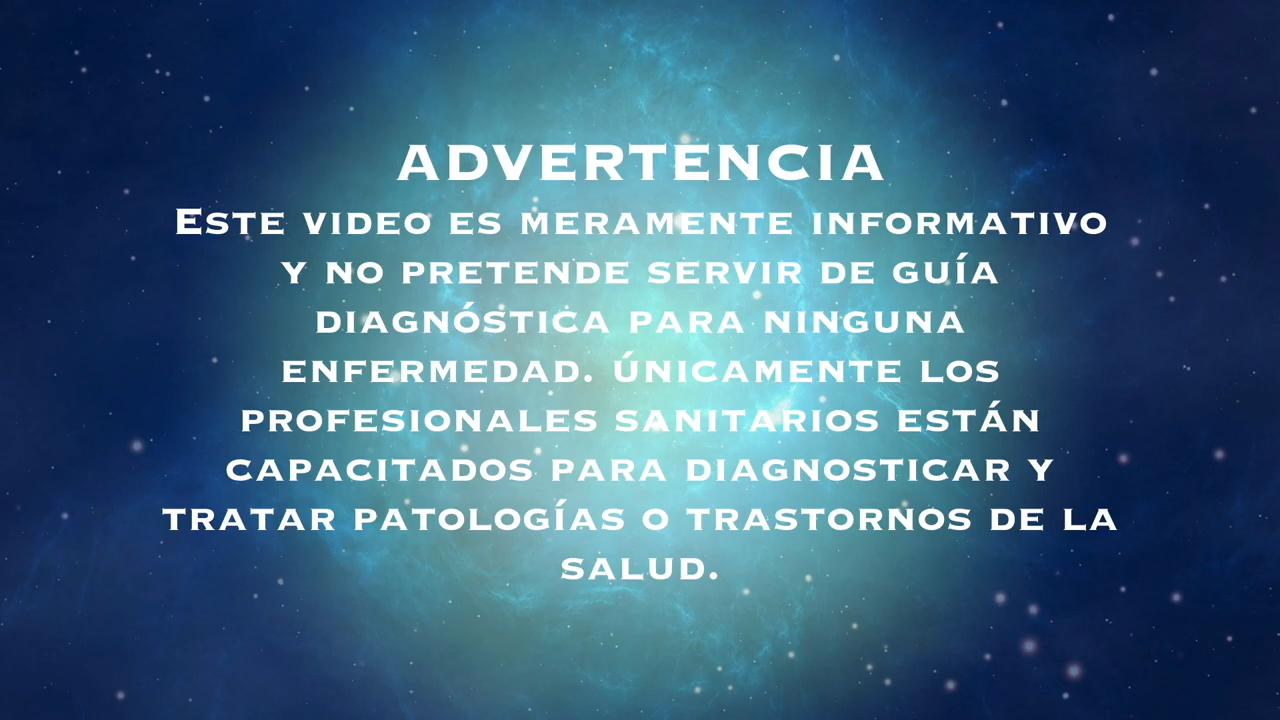 ADVERTENCIA
ESTE VIDEO ES MERAMENTE INFORMATIVO
Y NO PRETENDE SERVIR DE GUÍA
DIAGNÓSTICA PARA NINGUNA
ENFERMEDAD. ÚNICAMENTE LOS
PROFESIONALES SANITARIOS ESTÁN
CAPACITADOS PARA DIAGNOSTICAR Y
TRATAR PATOLOGÍAS O TRASTORNOS DE LA
SALUD.